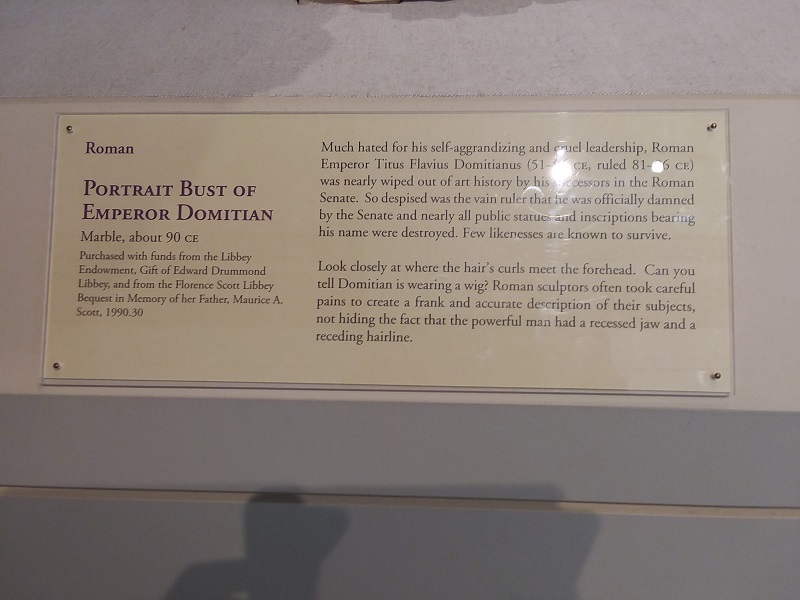 Roman
PORTRAIT BUST OF
EMPEROR DOMITIAN
Marble, about 90 CE
Purchased with funds from the Libbey
Endowment, Gift of Edward Drummond
Libbey, and from the Florence Scott Libbey
Bequest in Memory of her Father, Maurice A.
Scott, 1990.30
Much hated for his self-aggrandizing and cruel leadership, Roman
Emperor Titus Flavius Domitianus (51– CE, ruled 81– CE)
was nearly wiped out of art history by his successors in the Roman
Senate. So despised was the vain ruler that he was officially damned
by the Senate and nearly all public statues and inscriptions bearing
his name were destroyed. Few likenesses are known to survive.
Look closely at where the hair's curls meet the forehead. Can you
tell Domitian is wearing a wig? Roman sculptors often took careful
pains to create a frank and accurate description of their subjects,
not hiding the fact that the powerful man had a recessed jaw and a
receding hairline.